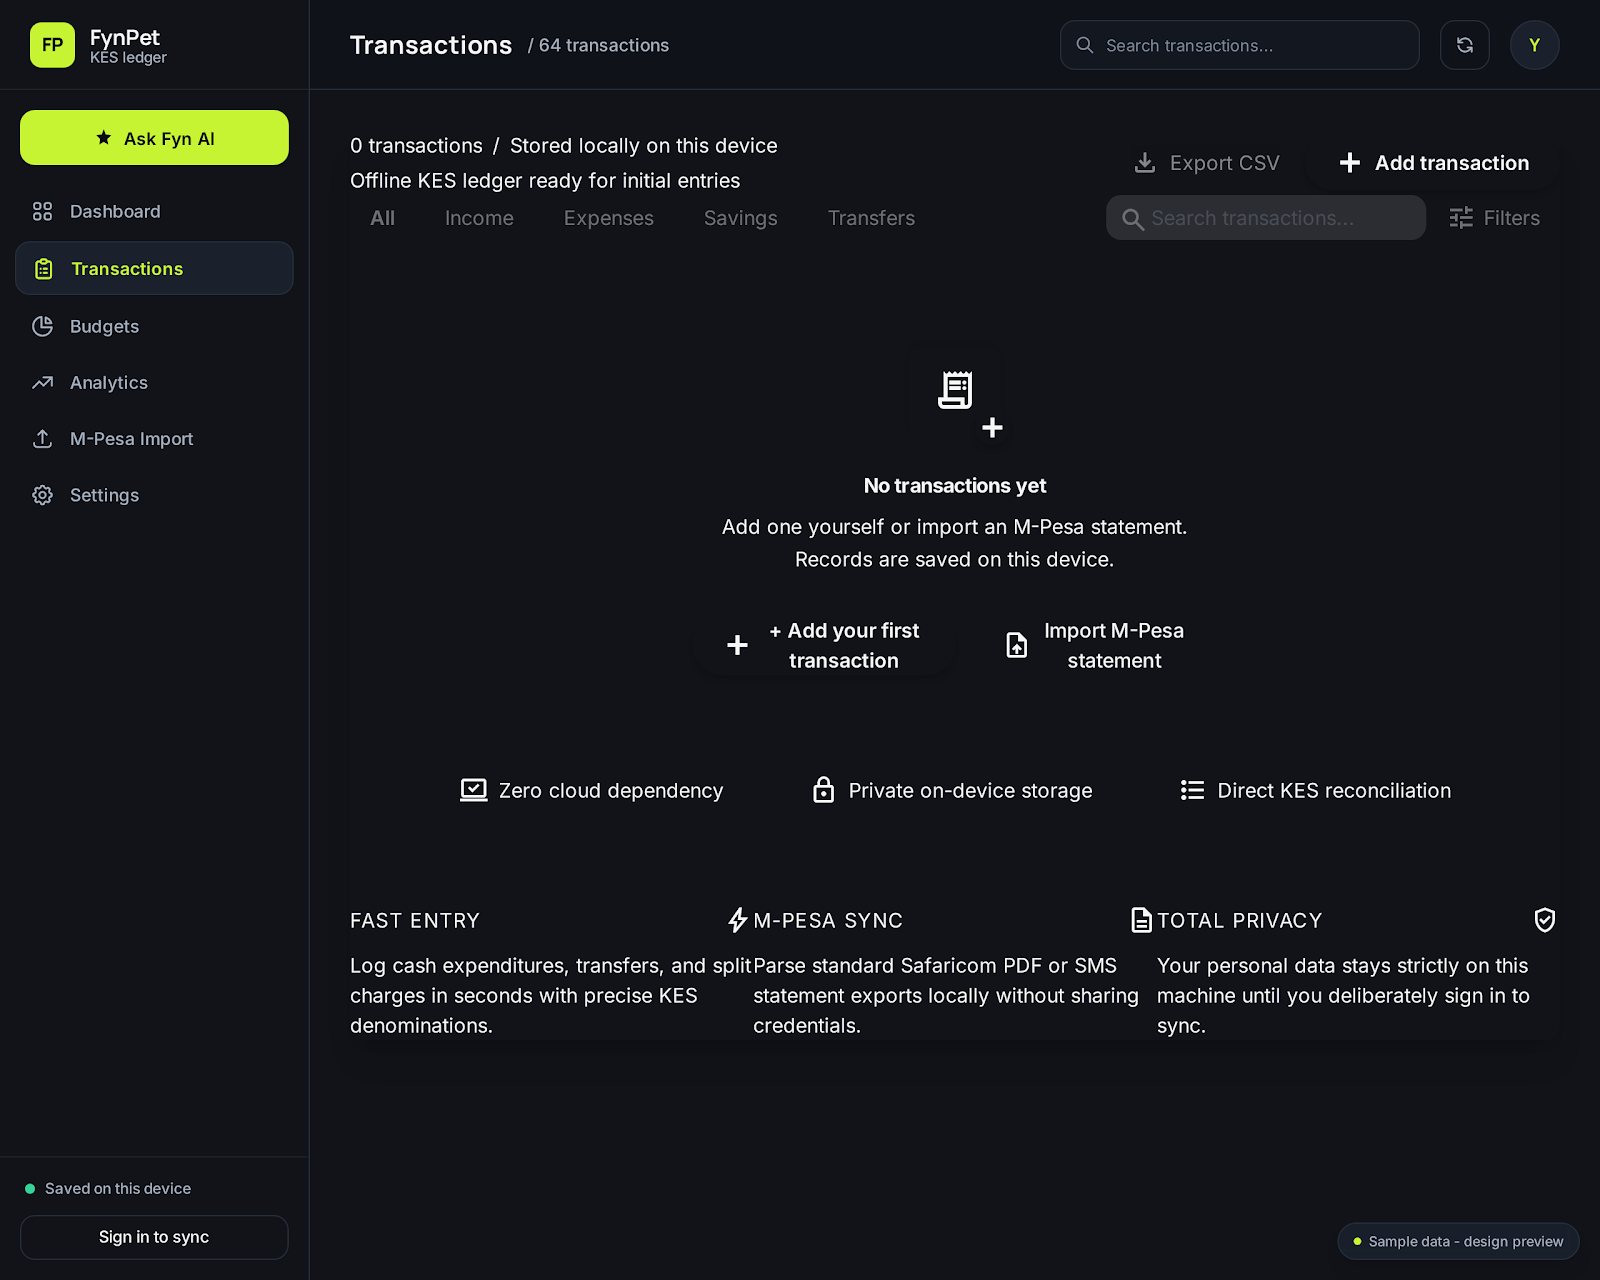 FP
FynPet
KES ledger
Transactions / 64 transactions
Search transactions...
Y
★ Ask Fyn AI
Dashboard
Transactions
Budgets
Analytics
M-Pesa Import
Settings
0 transactions / Stored locally on this device
Offline KES ledger ready for initial entries
Export CSV
+ Add transaction
All
Income
Expenses
Savings
Transfers
Search transactions...
Filters
No transactions yet
Add one yourself or import an M-Pesa statement.
Records are saved on this device.
+ Add your first
transaction
Import M-Pesa
statement
Zero cloud dependency
Private on-device storage
Direct KES reconciliation
FAST ENTRY
Log cash expenditures, transfers, and split
charges in seconds with precise KES
denominations.
M-PESA SYNC
Parse standard Safaricom PDF or SMS
statement exports locally without sharing
credentials.
TOTAL PRIVACY
Your personal data stays strictly on this
machine until you deliberately sign in to
sync.
Saved on this device
Sign in to sync
Sample data - design preview